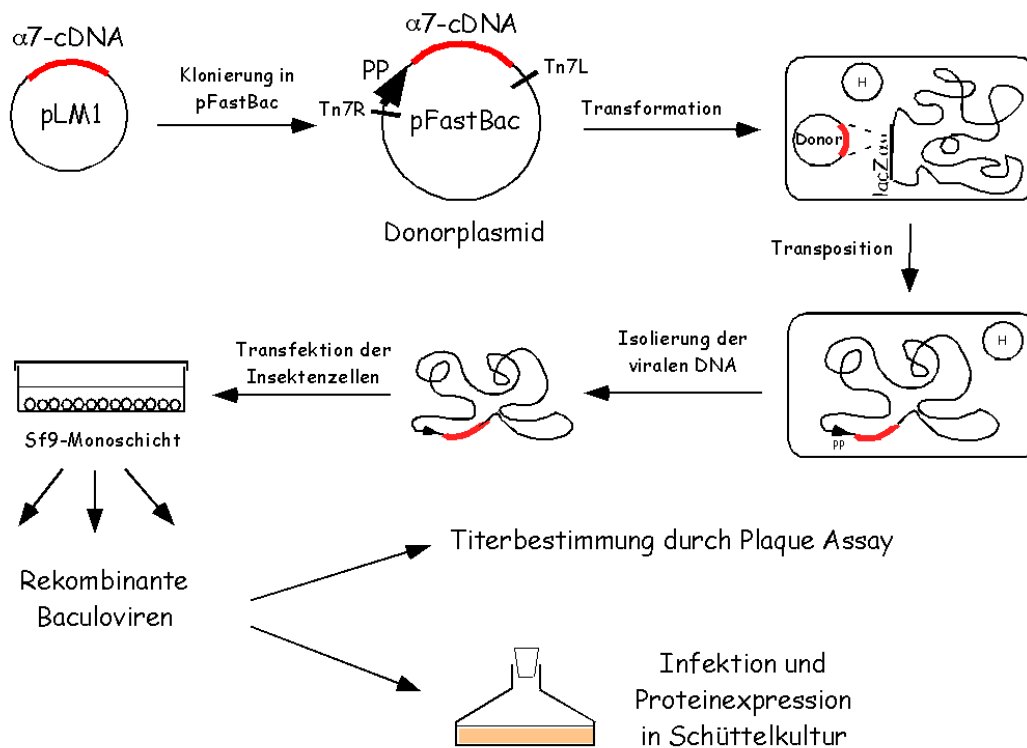 α7-cDNA
pLM1
Klonierung in
pFastBac
α7-cDNA
PP
Tn7L
Tn7R
pFastBac
Donorplasmid
Transformation
H
Donor
lacZ
Transposition
H
PP
Isolierung der
viralen DNA
Transfektion der
Insektenzellen
Sf9-Monoschicht
Rekombinante
Baculoviren
Titerbestimmung durch Plaque Assay
Infektion und
Proteinexpression
in Schüttelkultur